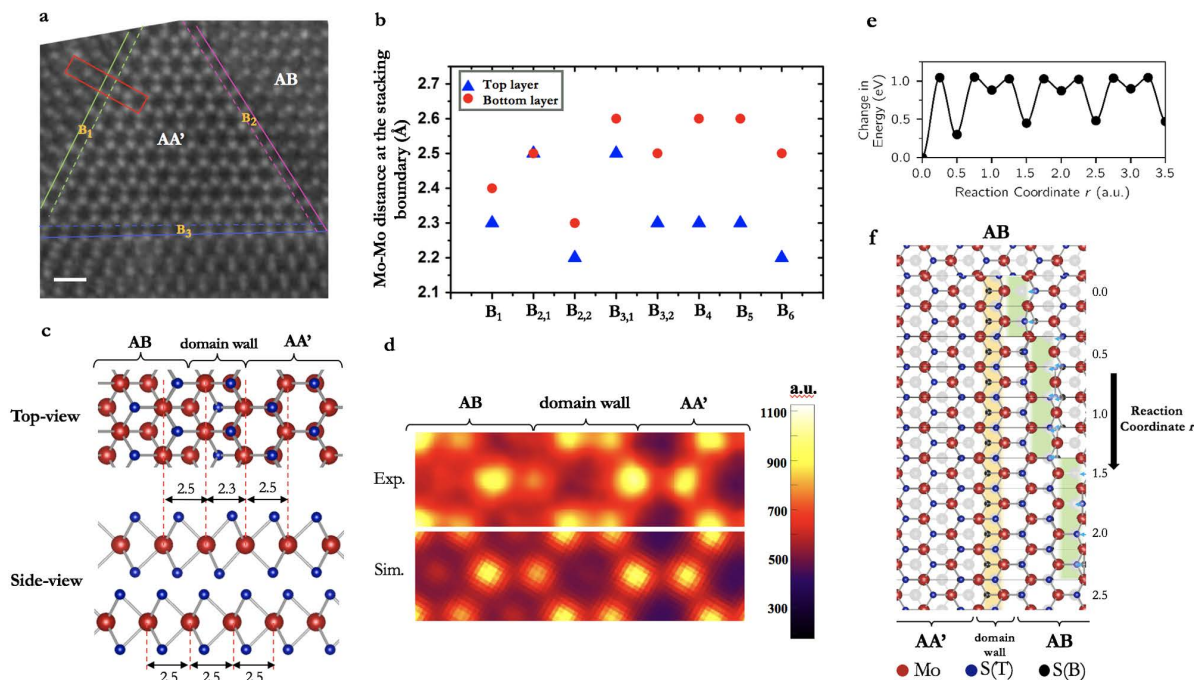 a
AB
B1
B2
AA’
B3
b
Mo-Mo distance at the stacking
boundary (Å)
2.7
2.6
2.5
2.4
2.3
2.2
2.1
Top layer
Bottom layer
B1 B2,1 B2,2 B3,1 B3,2 B4 B5 B6
c
AB domain wall AA’
Top-view
2.5 2.3 2.5
Side-view
2.5 2.5 2.5
d
AB domain wall AA’
Exp.
Sim.
a.u.
1100
900
700
500
300
e
Change in
Energy (eV)
1.0
0.5
0.0
0.0 0.5 1.0 1.5 2.0 2.5 3.0 3.5
Reaction Coordinate r (a.u.)
f
AB
0.0
0.5
1.0
1.5
2.0
2.5
Reaction
Coordinate r
AA’ domain wall AB
Mo S(T) S(B)